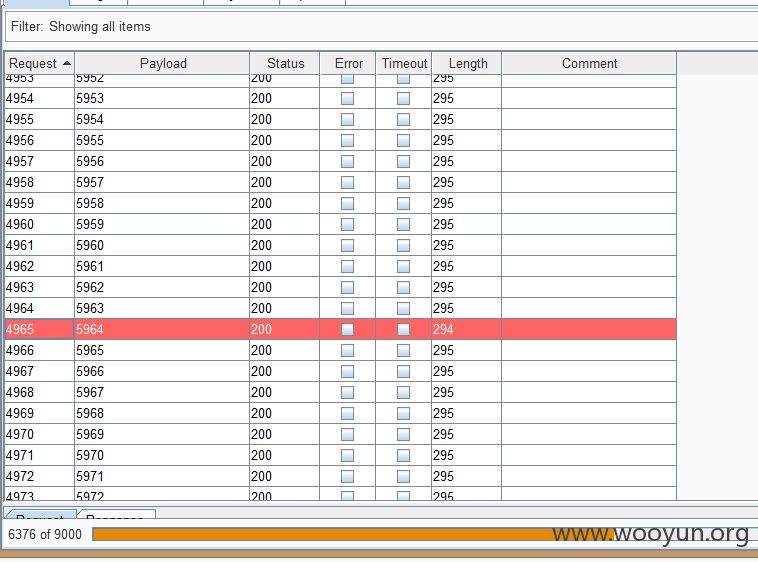 Filter: Showing all items
Request Payload Status Error Timeout Length Comment
4953 5952 200 295
4954 5953 200 295
4955 5954 200 295
4956 5955 200 295
4957 5956 200 295
4958 5957 200 295
4959 5958 200 295
4960 5959 200 295
4961 5960 200 295
4962 5961 200 295
4963 5962 200 295
4964 5963 200 295
4965 5964 200 294
4966 5965 200 295
4967 5966 200 295
4968 5967 200 295
4969 5968 200 295
4970 5969 200 295
4971 5970 200 295
4972 5971 200 295
4973 5972 200 295
Request Response
6376 of 9000
www.wooyun.org